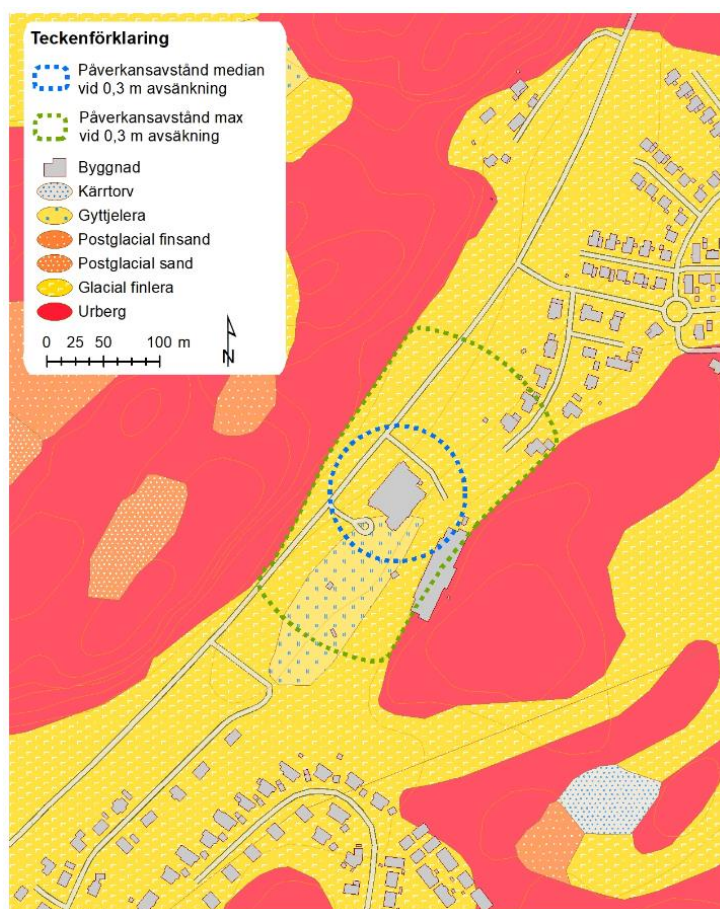 Teckenförklaring
Påverkansavstånd median
vid 0,3 m avsänkning
Påverkansavstånd max
vid 0,3 m avsäkning
Byggnad
Kärrtorv
Gyttjelera
Postglacial finsand
Postglacial sand
Glacial finlera
Urberg
0 25 50 100 m
N